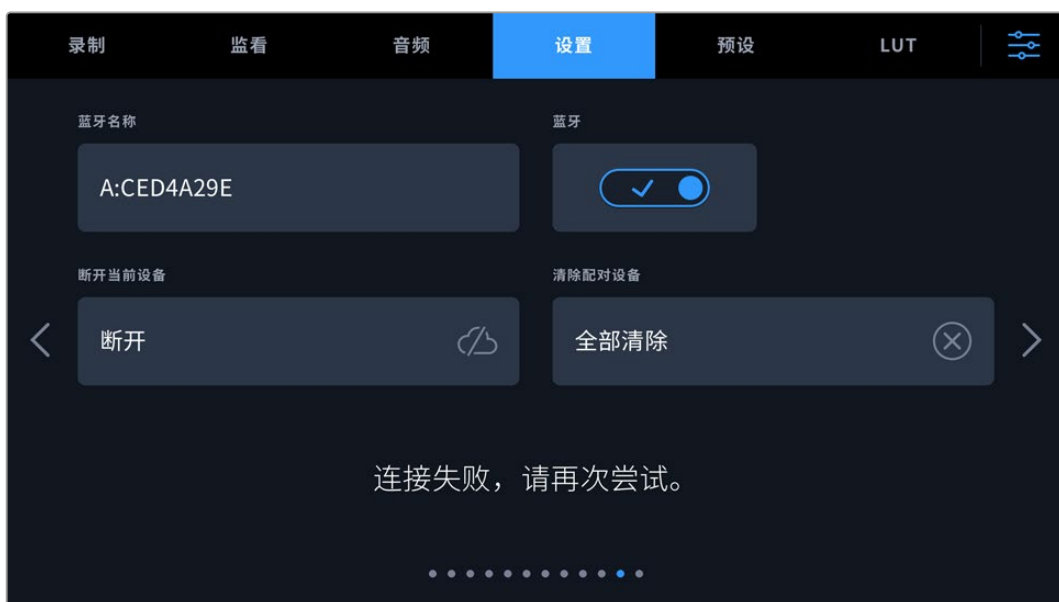 录制 监看 音频 设置 预设 LUT
蓝牙名称 蓝牙
A:CED4A29E
断开当前设备 清除配对设备
断开 全部清除
连接失败，请再次尝试。